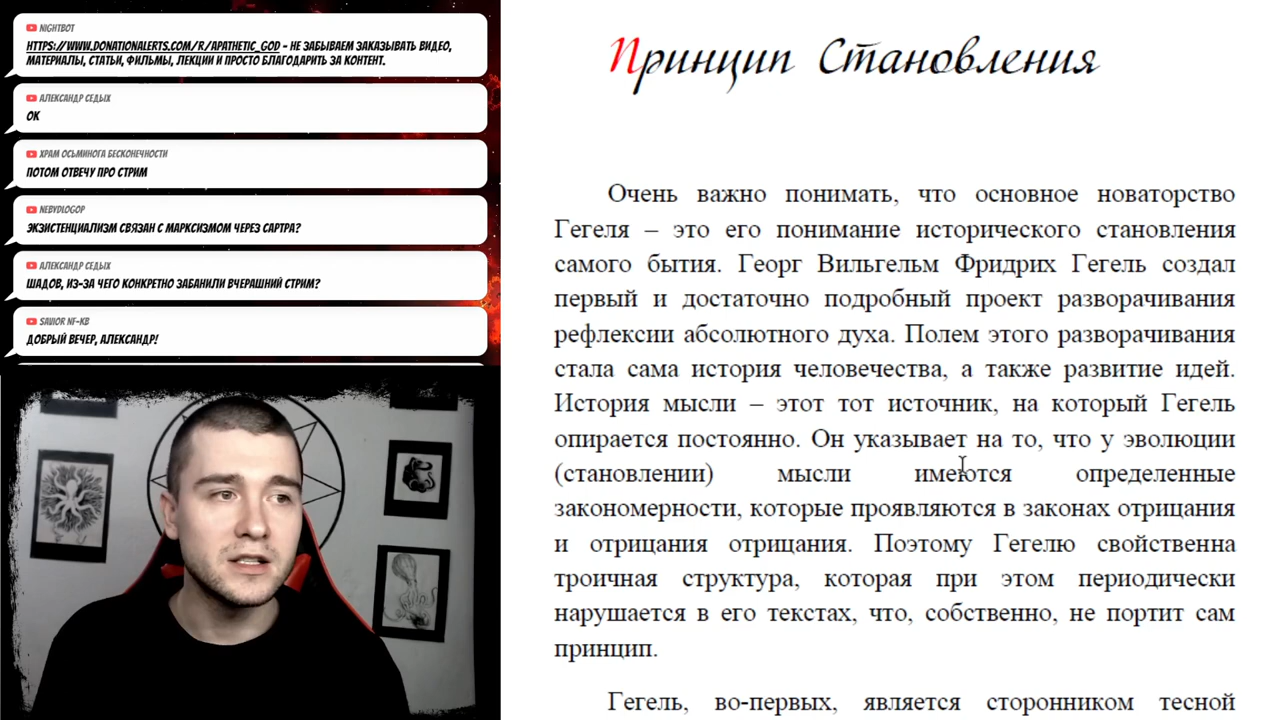 NIGHTBOT
HTTPS://WWW.DONATIONALERTS.COM/R/APATHETIC_GOD - НЕ ЗАБЫВАЕМ ЗАКАЗЫВАТЬ ВИДЕО,
МАТЕРИАЛЫ, СТАТЬИ, ФИЛЬМЫ, ЛЕКЦИИ И ПРОСТО БЛАГОДАРИТЬ ЗА КОНТЕНТ.
АЛЕКСАНДР СЕДЫХ
ОК
ХРАМ ОСЬМИНОГА БЕСКОНЕЧНОСТИ
ПОТОМ ОТВЕЧУ ПРО СТРИМ
NEBYDLOGOP
ЭКЗИСТЕНЦИАЛИЗМ СВЯЗАН С МАРКСИЗМОМ ЧЕРЕЗ САРТРА?
АЛЕКСАНДР СЕДЫХ
ШАДОВ, ИЗ-ЗА ЧЕГО КОНКРЕТНО ЗАБАНИЛИ ВЧЕРАШНИЙ СТРИМ?
SAVIOR NF-KB
ДОБРЫЙ ВЕЧЕР, АЛЕКСАНДР!
Принцип Становления
Очень важно понимать, что основное новаторство
Гегеля – это его понимание исторического становления
самого бытия. Георг Вильгельм Фридрих Гегель создал
первый и достаточно подробный проект разворачивания
рефлексии абсолютного духа. Полем этого разворачивания
стала сама история человечества, а также развитие идей.
История мысли – этот тот источник, на который Гегель
опирается постоянно. Он указывает на то, что у эволюции
(становлении) мысли имеются определенные
закономерности, которые проявляются в законах отрицания
и отрицания отрицания. Поэтому Гегелю свойственна
троичная структура, которая при этом периодически
нарушается в его текстах, что, собственно, не портит сам
принцип.
Гегель, во-первых, является сторонником тесной